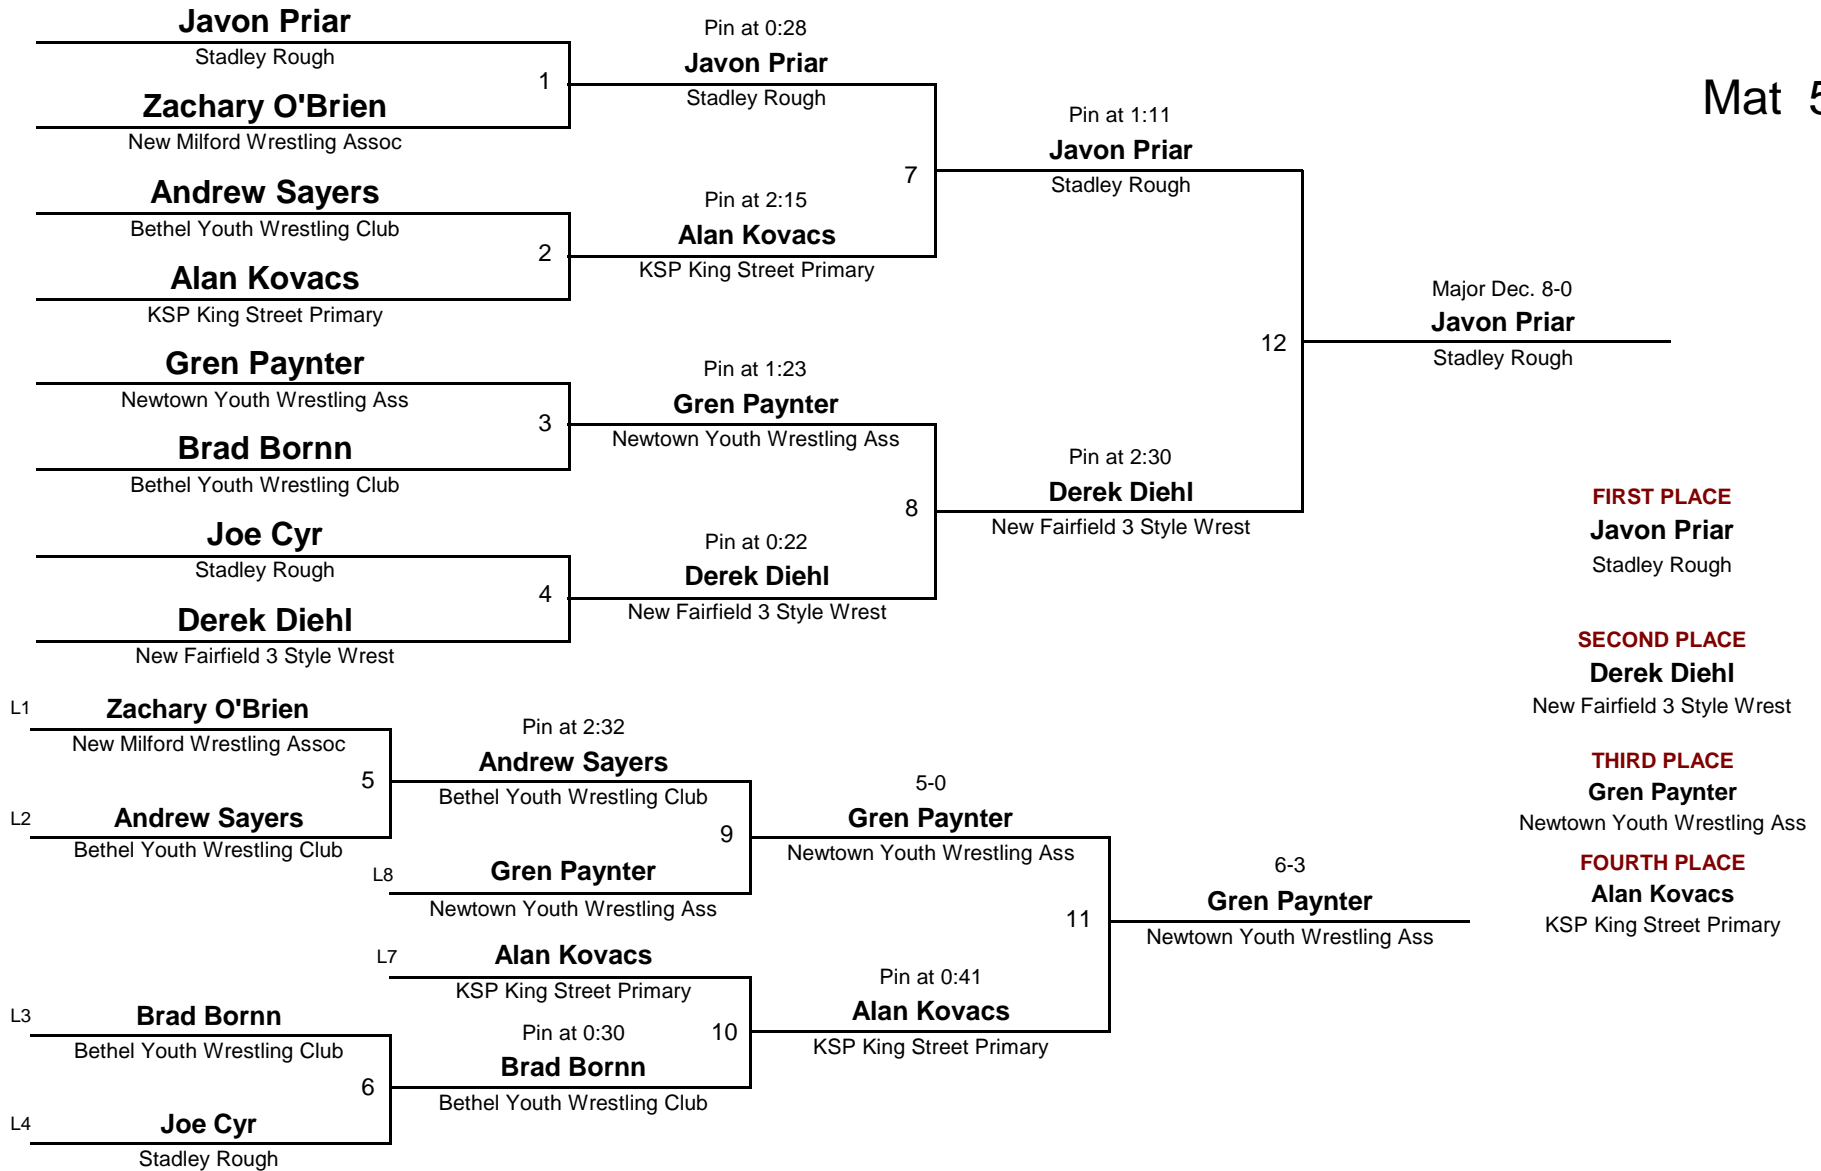 Javon Priar
Stadley Rough
1
Zachary O'Brien
New Milford Wrestling Assoc
Andrew Sayers
Bethel Youth Wrestling Club
2
Alan Kovacs
KSP King Street Primary
Gren Paynter
Newtown Youth Wrestling Ass
3
Brad Bornn
Bethel Youth Wrestling Club
Joe Cyr
Stadley Rough
4
Derek Diehl
New Fairfield 3 Style Wrest
Pin at 0:28
Javon Priar
Stadley Rough
7
Pin at 2:15
Alan Kovacs
KSP King Street Primary
Pin at 1:23
Gren Paynter
Newtown Youth Wrestling Ass
8
Pin at 0:22
Derek Diehl
New Fairfield 3 Style Wrest
Pin at 1:11
Javon Priar
Stadley Rough
12
Pin at 2:30
Derek Diehl
New Fairfield 3 Style Wrest
Major Dec. 8-0
Javon Priar
Stadley Rough
Mat 5
FIRST PLACE
Javon Priar
Stadley Rough
SECOND PLACE
Derek Diehl
New Fairfield 3 Style Wrest
THIRD PLACE
Gren Paynter
Newtown Youth Wrestling Ass
FOURTH PLACE
Alan Kovacs
KSP King Street Primary
L1 Zachary O'Brien
New Milford Wrestling Assoc
5
L2 Andrew Sayers
Bethel Youth Wrestling Club
Pin at 2:32
Andrew Sayers
Bethel Youth Wrestling Club
9
L8 Gren Paynter
Newtown Youth Wrestling Ass
L7 Alan Kovacs
KSP King Street Primary
10
L3 Brad Bornn
Bethel Youth Wrestling Club
6
L4 Joe Cyr
Stadley Rough
Pin at 0:30
Brad Bornn
Bethel Youth Wrestling Club
5-0
Gren Paynter
Newtown Youth Wrestling Ass
11
Pin at 0:41
Alan Kovacs
KSP King Street Primary
6-3
Gren Paynter
Newtown Youth Wrestling Ass